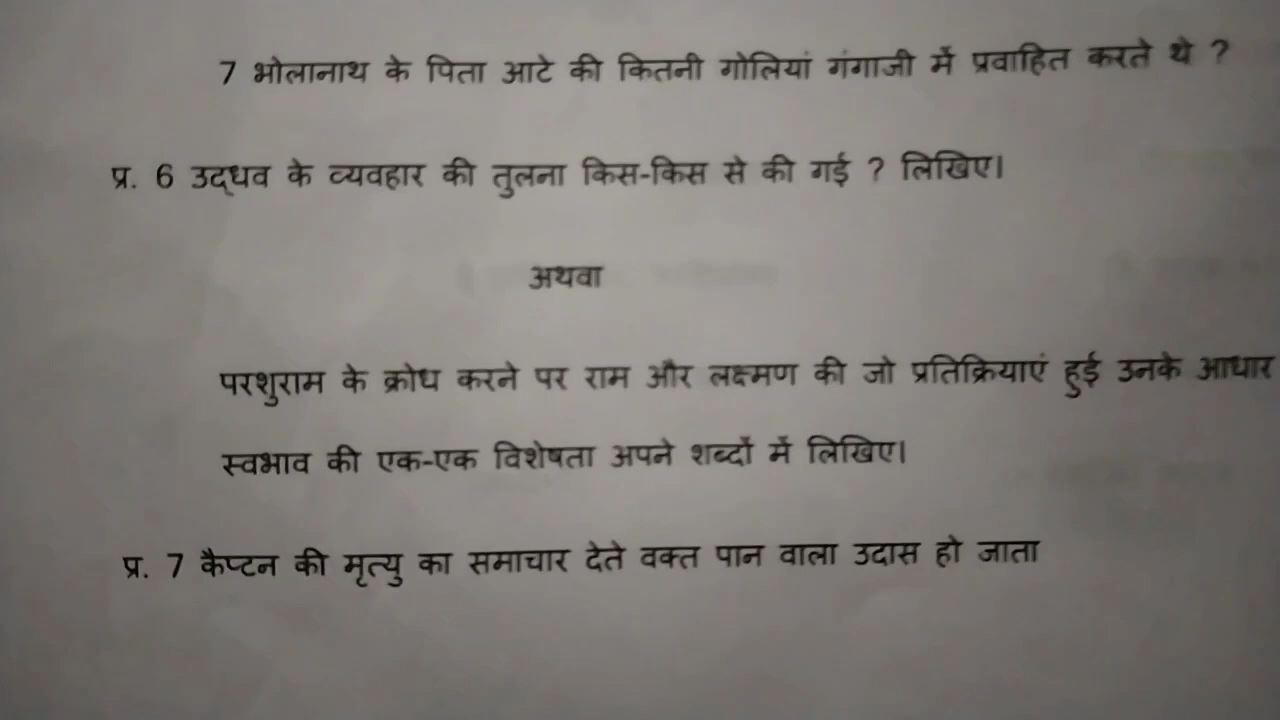 7 भोलानाथ के पिता आटे की कितनी गोलियां गंगाजी में प्रवाहित करते थे ?
प्र. 6 उद्धव के व्यवहार की तुलना किस-किस से की गई ? लिखिए।
अथवा
परशुराम के क्रोध करने पर राम और लक्ष्मण की जो प्रतिक्रियाएं हुई उनके आधार
स्वभाव की एक-एक विशेषता अपने शब्दों में लिखिए।
प्र. 7 कैप्टन की मृत्यु का समाचार देते वक्त पान वाला उदास हो जाता